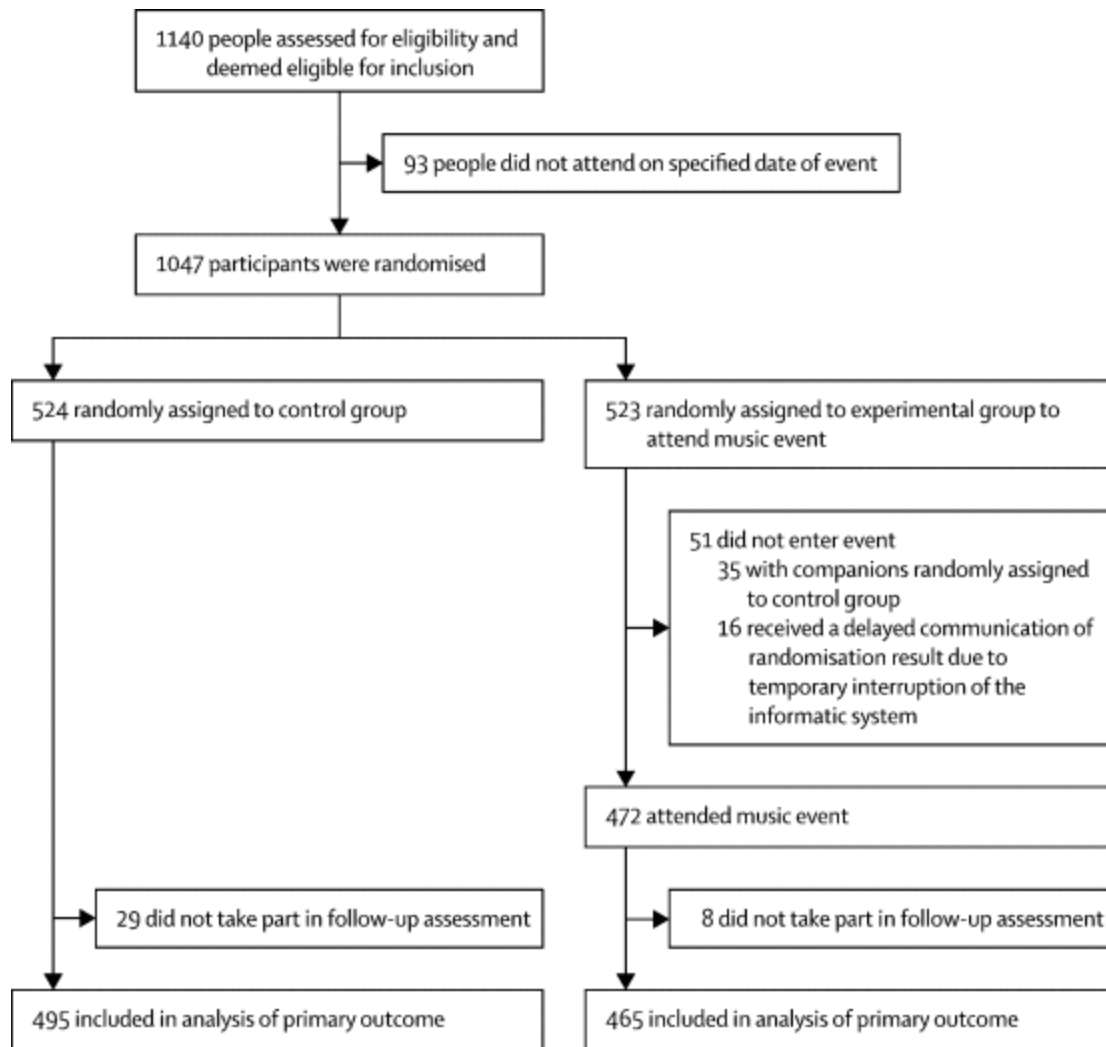 1140 people assessed for eligibility and
deemed eligible for inclusion
93 people did not attend on specified date of event
1047 participants were randomised
524 randomly assigned to control group
523 randomly assigned to experimental group to
attend music event
51 did not enter event
35 with companions randomly assigned
to control group
16 received a delayed communication of
randomisation result due to
temporary interruption of the
informatic system
472 attended music event
29 did not take part in follow-up assessment
8 did not take part in follow-up assessment
495 included in analysis of primary outcome
465 included in analysis of primary outcome